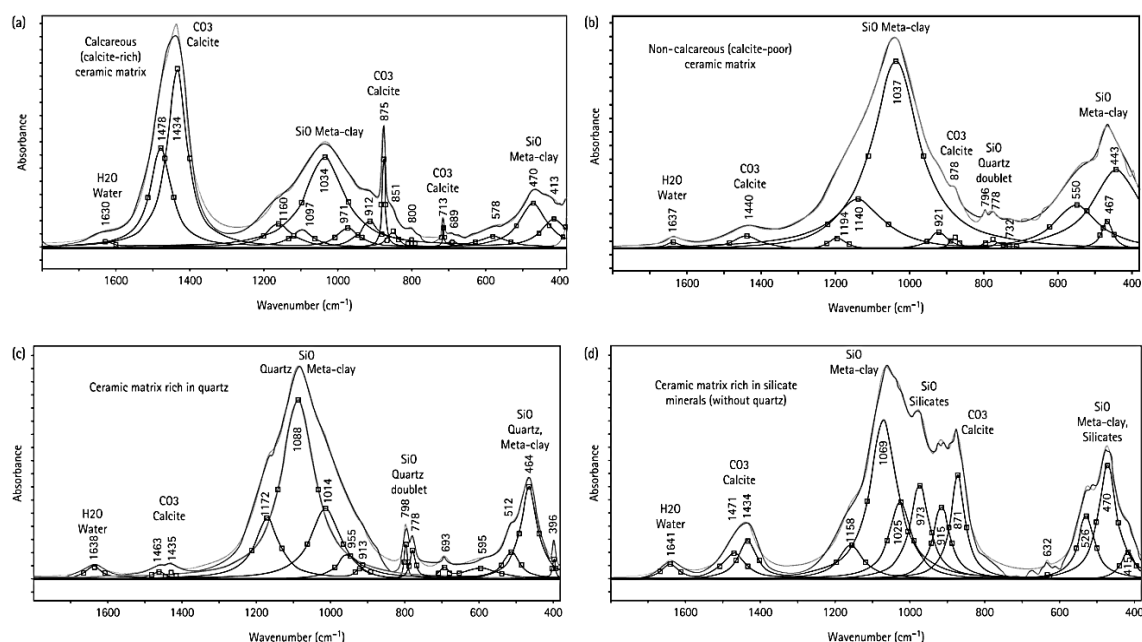 (a)
Calcareous
(calcite-rich)
ceramic matrix
CO3
Calcite
CO3
Calcite
SiO Meta-clay
SiO
Meta-clay
CO3
Calcite
H2O
Water
1630
1478
1434
1160
1097
1034
971
912
875
851
800
713
689
578
470
413
Absorbance
1600 1400 1200 1000 800 600 400
Wavenumber (cm⁻¹)
(b)
SiO Meta-clay
Non-calcareous (calcite-poor)
ceramic matrix
SiO
Meta-clay
CO3
Calcite
SiO
Quartz
doublet
CO3
Calcite
H2O
Water
1637
1440
1194
1140
1037
921
878
796
778
732
550
467
443
Absorbance
1600 1400 1200 1000 800 600 400
Wavenumber (cm⁻¹)
(c)
Ceramic matrix rich in quartz
SiO
Quartz Meta-clay
SiO
Quartz,
Meta-clay
SiO
Quartz
doublet
CO3
Calcite
H2O
Water
1638
1463
1435
1172
1088
1014
955
913
798
778
693
595
512
464
396
Absorbance
1600 1400 1200 1000 800 600 400
Wavenumber (cm⁻¹)
(d)
SiO
Meta-clay
Ceramic matrix rich in silicate
minerals (without quartz)
SiO
Silicates
CO3
Calcite
SiO
Meta-clay,
Silicates
CO3
Calcite
H2O
Water
1641
1471
1434
1158
1069
1025
973
915
871
632
526
470
415
Absorbance
1600 1400 1200 1000 800 600 400
Wavenumber (cm⁻¹)